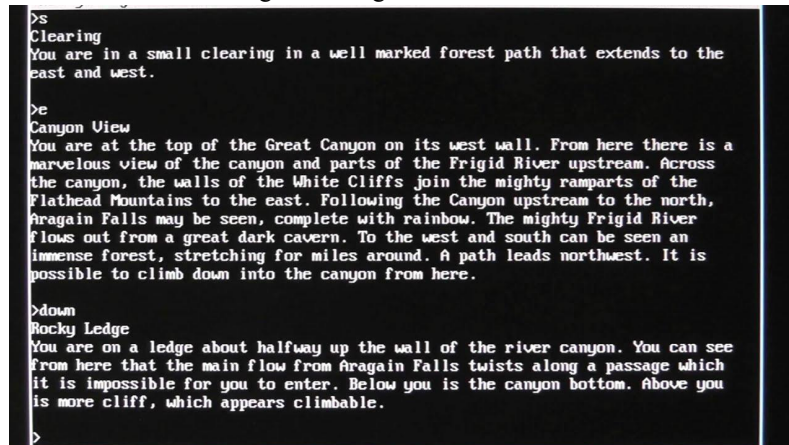 >s
Clearing
You are in a small clearing in a well marked forest path that extends to the
east and west.
>e
Canyon View
You are at the top of the Great Canyon on its west wall. From here there is a
marvelous view of the canyon and parts of the Frigid River upstream. Across
the canyon, the walls of the White Cliffs join the mighty ramparts of the
Flathead Mountains to the east. Following the Canyon upstream to the north,
Aragain Falls may be seen, complete with rainbow. The mighty Frigid River
flows out from a great dark cavern. To the west and south can be seen an
immense forest, stretching for miles around. A path leads northwest. It is
possible to climb down into the canyon from here.
>down
Rocky Ledge
You are on a ledge about halfway up the wall of the river canyon. You can see
from here that the main flow from Aragain Falls twists along a passage which
it is impossible for you to enter. Below you is the canyon bottom. Above you
is more cliff, which appears climbable.
>